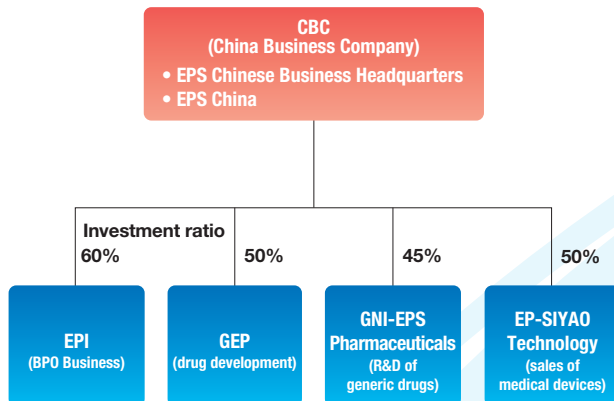 CBC
(China Business Company)
• EPS Chinese Business Headquarters
• EPS China
Investment ratio
60%
50%
45%
50%
EPI
(BPO Business)
GEP
(drug development)
GNI-EPS
Pharmaceuticals
(R&D of
generic drugs)
EP-SIYAO
Technology
(sales of
medical devices)